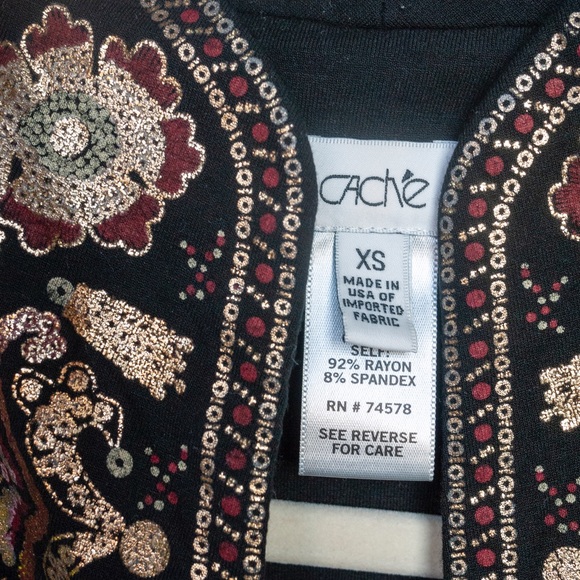 CAChé
XS
MADE IN
USA OF
IMPORTED
FABRIC
SELF:
92% RAYON
8% SPANDEX
RN # 74578
SEE REVERSE
FOR CARE